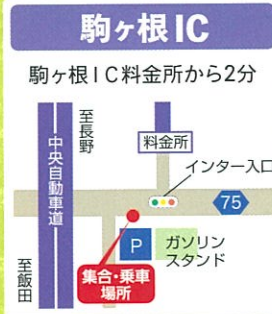 駒ヶ根IC
駒ヶ根IC料金所から2分
至長野
料金所
中央自動車道
インター入口
75
P
ガソリン
スタンド
至飯田
集合・乗車
場所